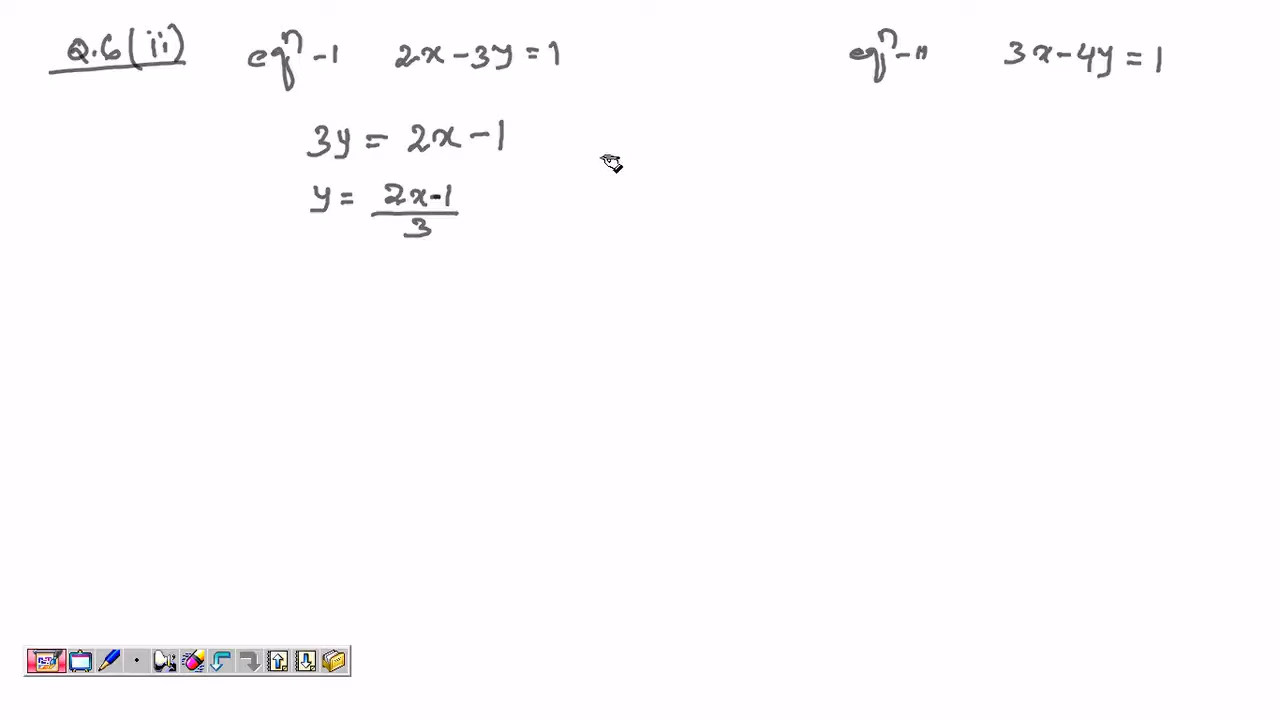 Q.6(ii) eqⁿ-1 2x-3y=1 eqⁿ-11 3x-4y=1
3y = 2x-1
y = 2x-1
3